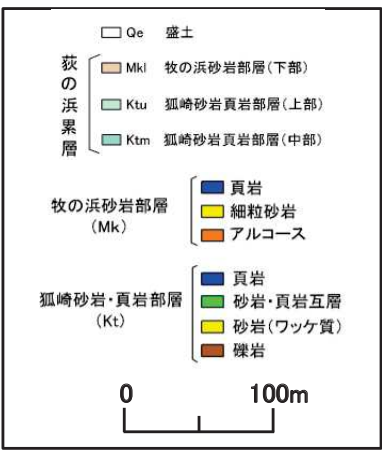 Qe 盛土
荻の浜累層
Mkl 牧の浜砂岩部層(下部)
Ktu 狐崎砂岩頁岩部層(上部)
Ktm 狐崎砂岩頁岩部層(中部)
牧の浜砂岩部層
(Mk)
頁岩
細粒砂岩
アルコース
狐崎砂岩・頁岩部層
(Kt)
頁岩
砂岩・頁岩互層
砂岩(ワッケ質)
礫岩
0 100m